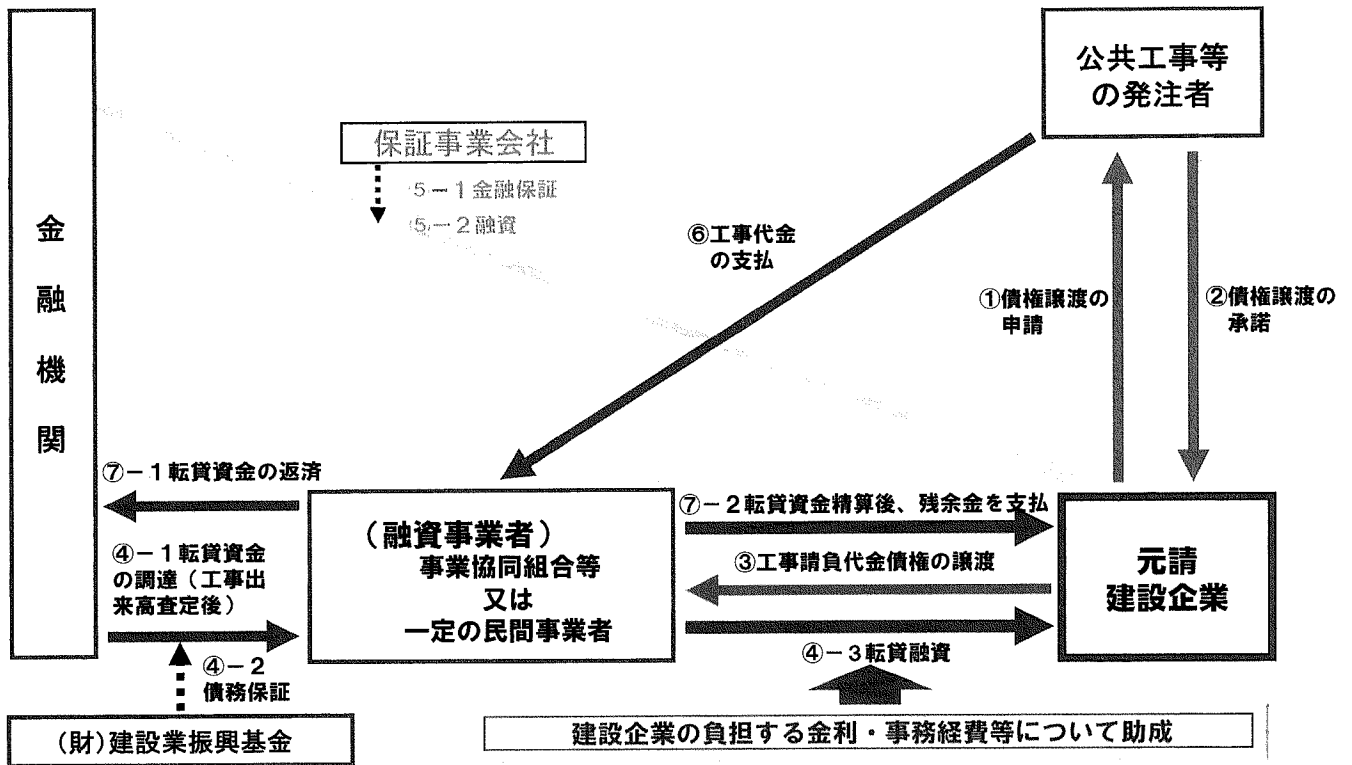 公共工事等
の発注者
保証事業会社
5－1金融保証
5－2融資
金融機関
⑥工事代金
の支払
①債権譲渡の
申請
②債権譲渡の
承諾
⑦－1転貸資金の返済
④－1転貸資金
の調達（工事出
来高査定後）
（融資事業者）
事業協同組合等
又は
一定の民間事業者
⑦－2転貸資金精算後、残余金を支払
③工事請負代金債権の譲渡
④－3転貸融資
元請
建設企業
④－2
債務保証
（財）建設業振興基金
建設企業の負担する金利・事務経費等について助成